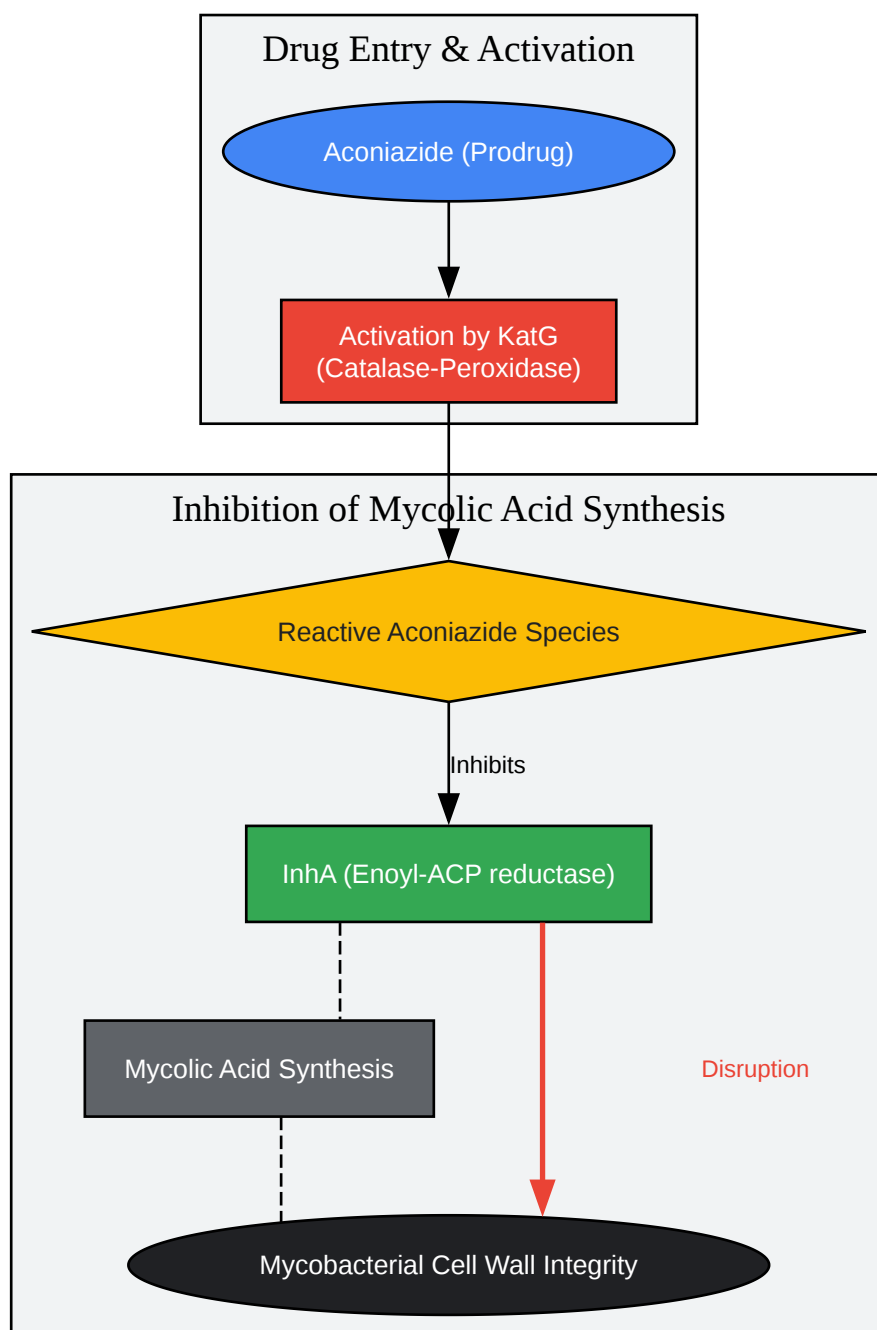 Drug Entry & Activation
Aconiazide (Prodrug)
Activation by KatG
(Catalase-Peroxidase)
Inhibition of Mycolic Acid Synthesis
Reactive Aconiazide Species
Inhibits
InhA (Enoyl-ACP reductase)
Mycolic Acid Synthesis
Disruption
Mycobacterial Cell Wall Integrity